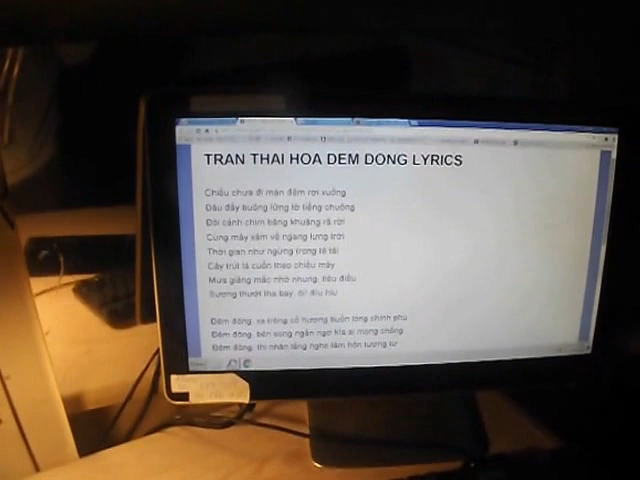 TRAN THAI HOA DEM DONG LYRICS
Chiều chưa đi màn đêm rơi xuống
Đâu đấy buông lững lờ tiếng chuông
Đôi cánh chim bâng khuâng rã rời
Cùng mây xám về ngang lưng trời
Thời gian như ngừng trong tê tái
Cây trút lá cuốn theo chiều mây
Mưa giăng mắc nhớ nhung, tiêu điều
Sương thướt tha bay, ôi đìu hiu
Đêm đông, xa trông cố hương buồn lòng chinh phu
Đêm đông, bên sông ngẩn ngơ kìa ai mong chồng
Đêm đông, thi nhân lắng nghe tâm hồn tương tư